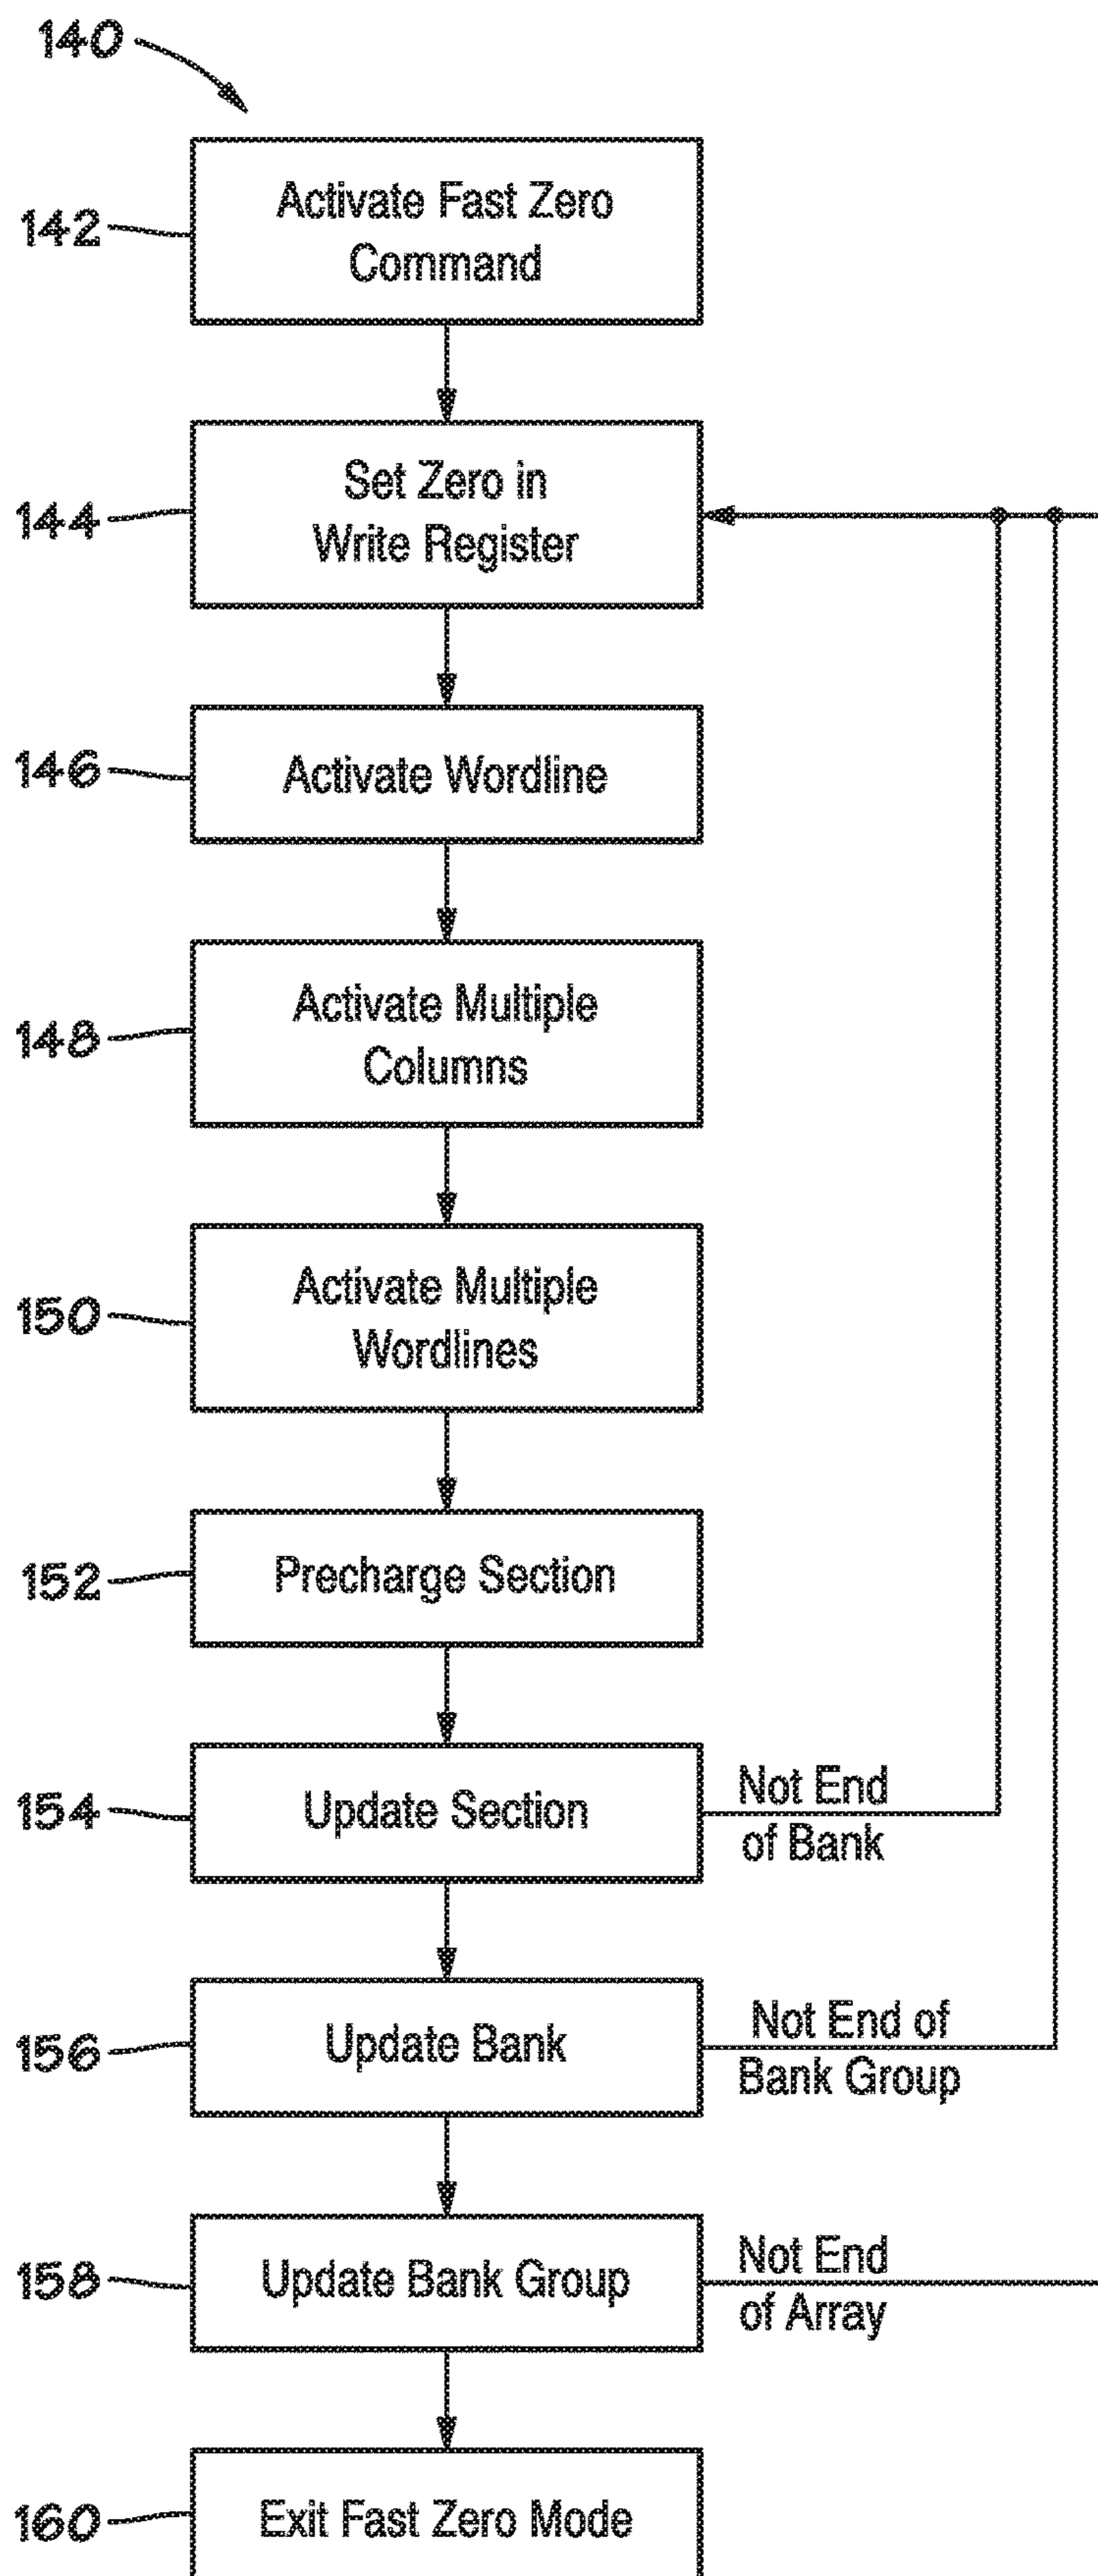 140
142
Activate Fast Zero
Command
144
Set Zero in
Write Register
146
Activate Wordline
148
Activate Multiple
Columns
150
Activate Multiple
Wordlines
152
Precharge Section
154
Update Section
Not End
of Bank
156
Update Bank
Not End of
Bank Group
158
Update Bank Group
Not End
of Array
160
Exit Fast Zero Mode